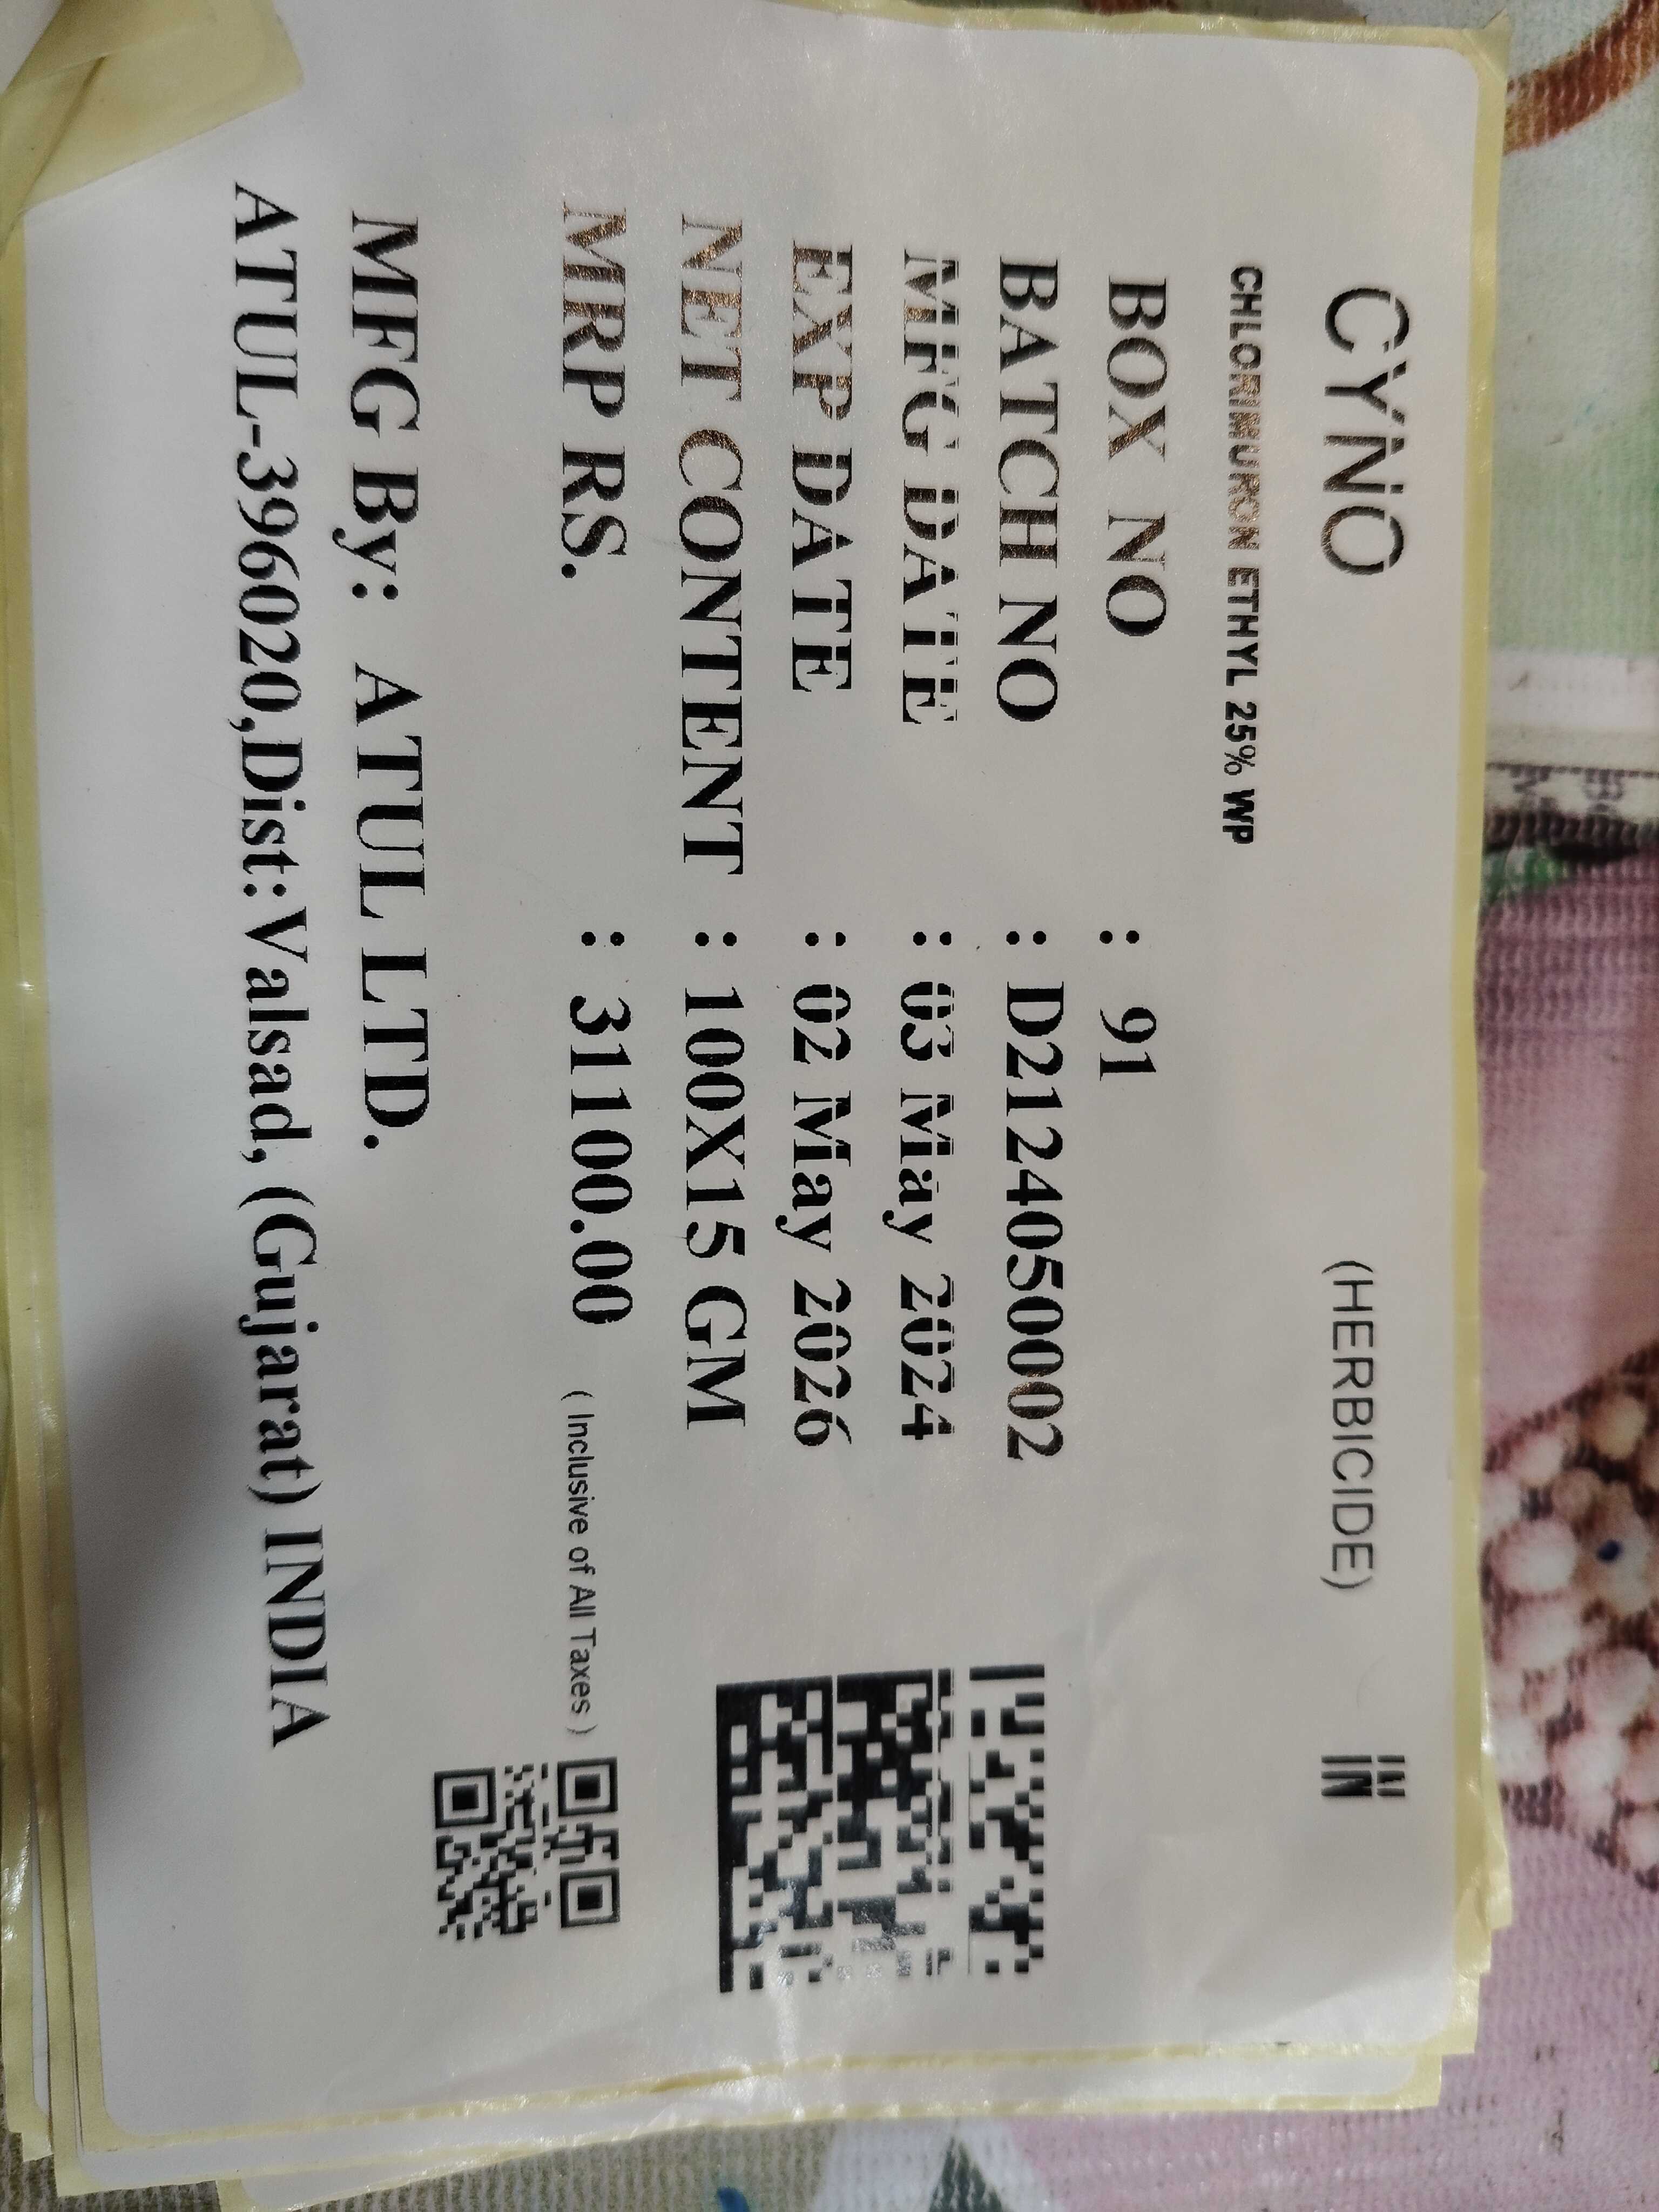 CYNO (HERBICIDE) IN
CHLORIMURON ETHYL 25% WP
BOX NO : 91
BATCH NO : D2124050002
MFG DATE : 03 May 2024
EXP DATE : 02 May 2026
NET CONTENT : 100X15 GM
MRP RS. : 31100.00 ( Inclusive of All Taxes )
MFG By: ATUL LTD.
ATUL-396020,Dist:Valsad, (Gujarat) INDIA